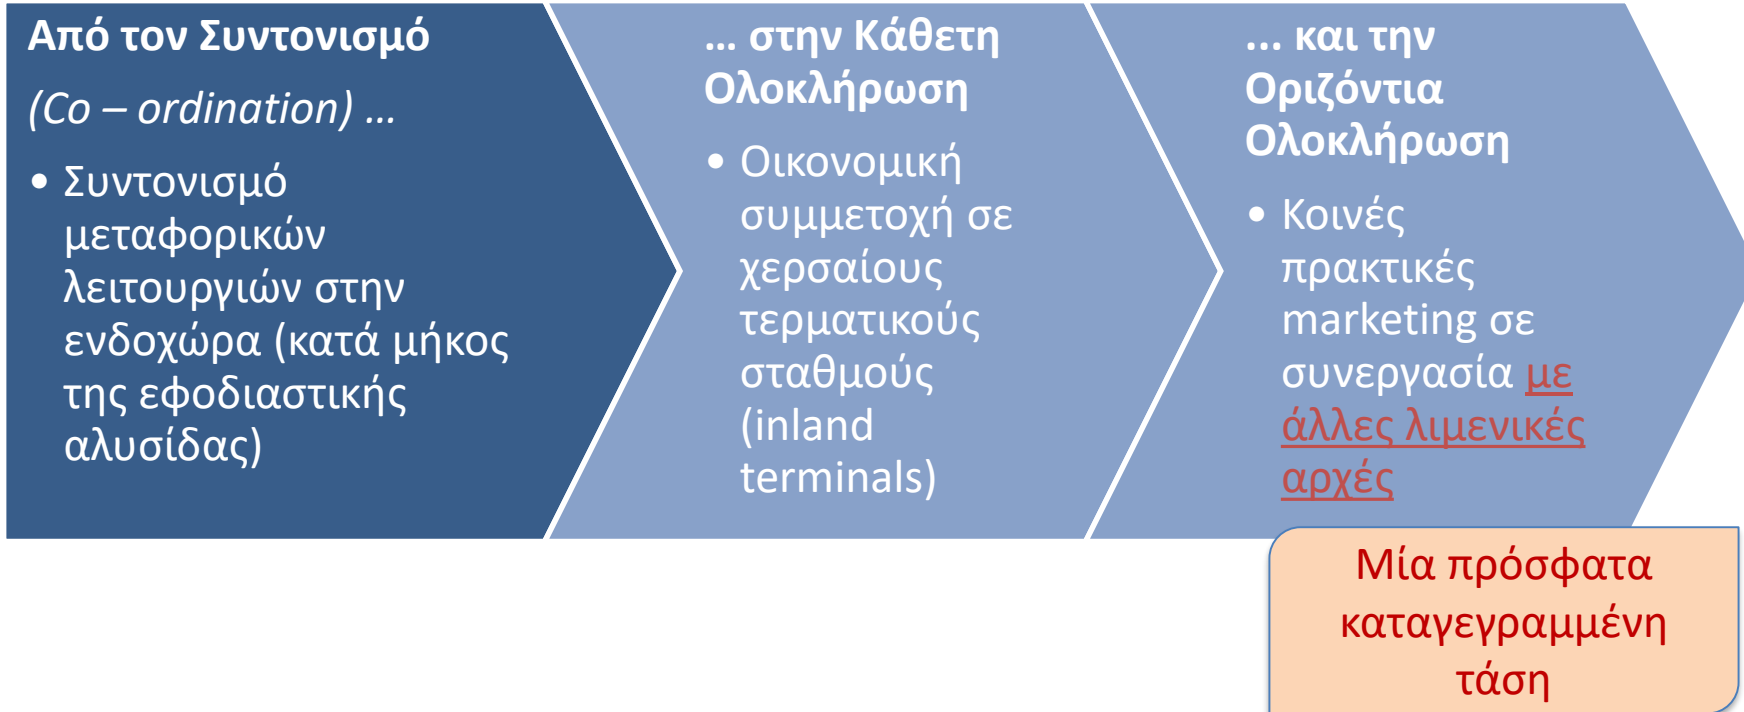 Από τον Συντονισμό
(Co – ordination) …
• Συντονισμό
μεταφορικών
λειτουργιών στην
ενδοχώρα (κατά μήκος
της εφοδιαστικής
αλυσίδας)
… στην Κάθετη
Ολοκλήρωση
• Οικονομική
συμμετοχή σε
χερσαίους
τερματικούς
σταθμούς
(inland
terminals)
... και την
Οριζόντια
Ολοκλήρωση
• Κοινές
πρακτικές
marketing σε
συνεργασία με
άλλες λιμενικές
αρχές
Μία πρόσφατα
καταγεγραμμένη
τάση